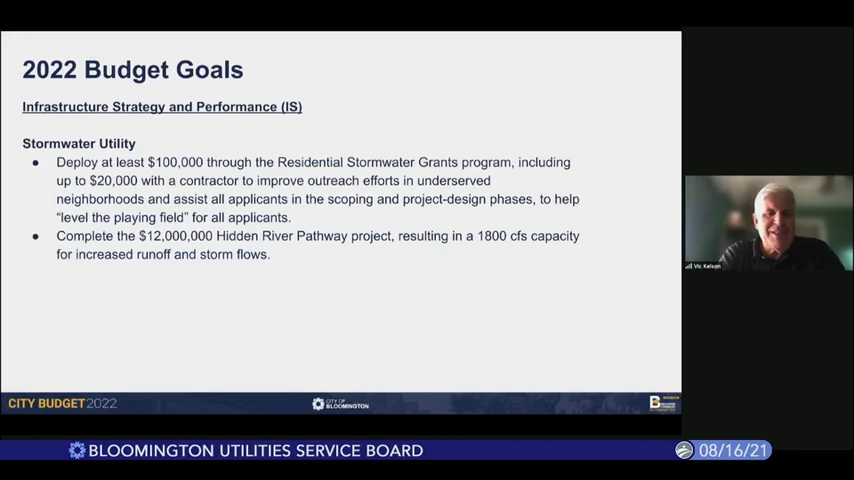 2022 Budget Goals
Infrastructure Strategy and Performance (IS)
Stormwater Utility
● Deploy at least $100,000 through the Residential Stormwater Grants program, including
up to $20,000 with a contractor to improve outreach efforts in underserved
neighborhoods and assist all applicants in the scoping and project-design phases, to help
“level the playing field” for all applicants.
● Complete the $12,000,000 Hidden River Pathway project, resulting in a 1800 cfs capacity
for increased runoff and storm flows.
Vic Kelson
CITY BUDGET 2022
CITY OF
BLOOMINGTON
BLOOMINGTON UTILITIES SERVICE BOARD
08/16/21